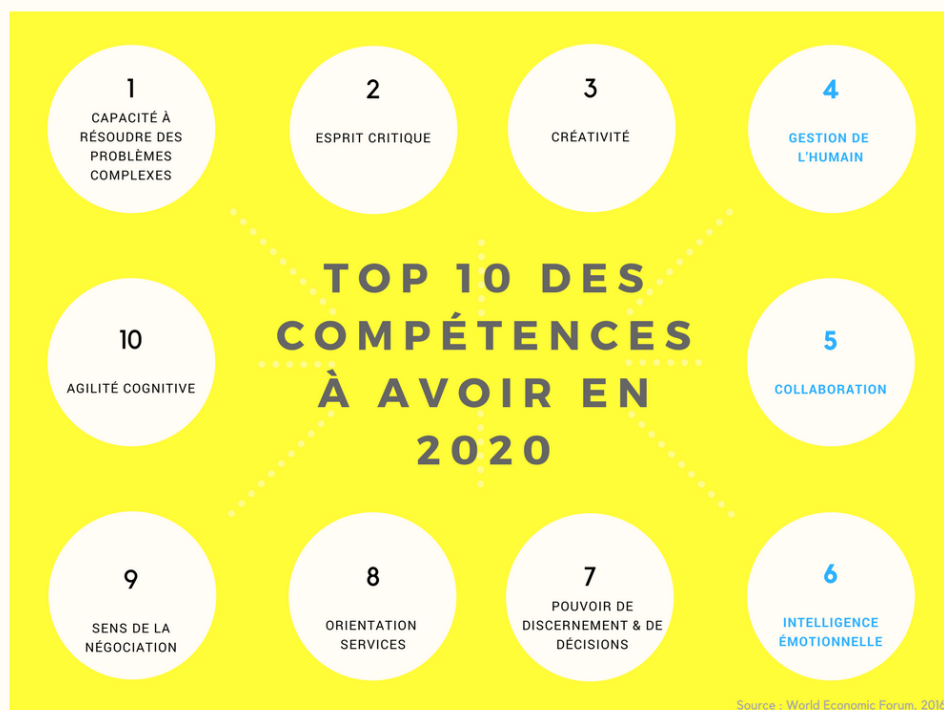 1
CAPACITÉ À
RÉSOUDRE DES
PROBLÈMES
COMPLEXES
2
ESPRIT CRITIQUE
3
CRÉATIVITÉ
4
GESTION DE
L'HUMAIN
TOP 10 DES
COMPÉTENCES
À AVOIR EN
2020
10
AGILITÉ COGNITIVE
5
COLLABORATION
9
SENS DE LA
NÉGOCIATION
8
ORIENTATION
SERVICES
7
POUVOIR DE
DISCERNEMENT & DE
DÉCISIONS
6
INTELLIGENCE
ÉMOTIONNELLE
Source : World Economic Forum, 2016